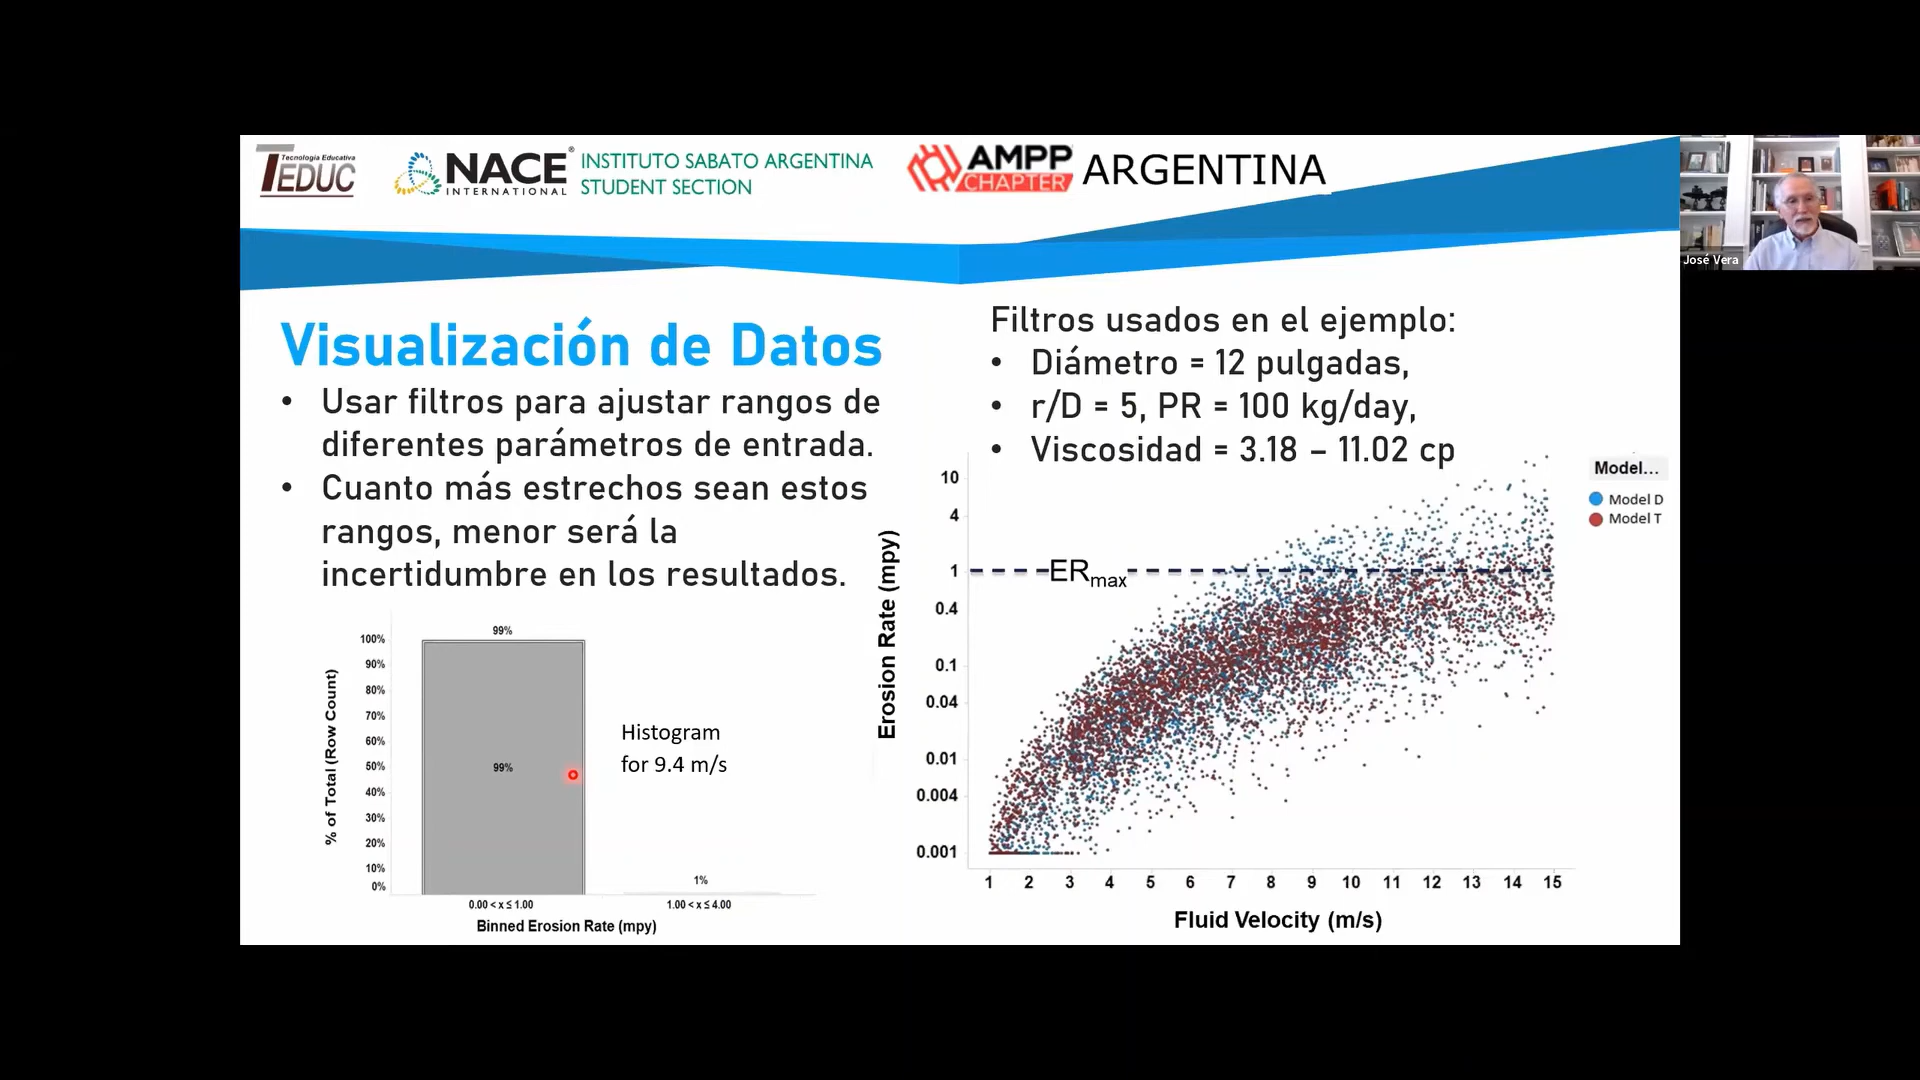 Tecnología Educativa
TEDUC
NACE®
INTERNATIONAL
INSTITUTO SABATO ARGENTINA
STUDENT SECTION
AMPP
CHAPTER
ARGENTINA
José Vera
Visualización de Datos
• Usar filtros para ajustar rangos de
diferentes parámetros de entrada.
• Cuanto más estrechos sean estos
rangos, menor será la
incertidumbre en los resultados.
Filtros usados en el ejemplo:
• Diámetro = 12 pulgadas,
• r/D = 5, PR = 100 kg/day,
• Viscosidad = 3.18 – 11.02 cp
% of Total (Row Count)
100%
90%
80%
70%
60%
50%
40%
30%
20%
10%
0%
99%
99%
1%
0.00 < x ≤ 1.00
1.00 < x ≤ 4.00
Binned Erosion Rate (mpy)
Histogram
for 9.4 m/s
Erosion Rate (mpy)
10
4
1
0.4
0.1
0.04
0.01
0.004
0.001
ERmax
1 2 3 4 5 6 7 8 9 10 11 12 13 14 15
Fluid Velocity (m/s)
Model...
Model D
Model T